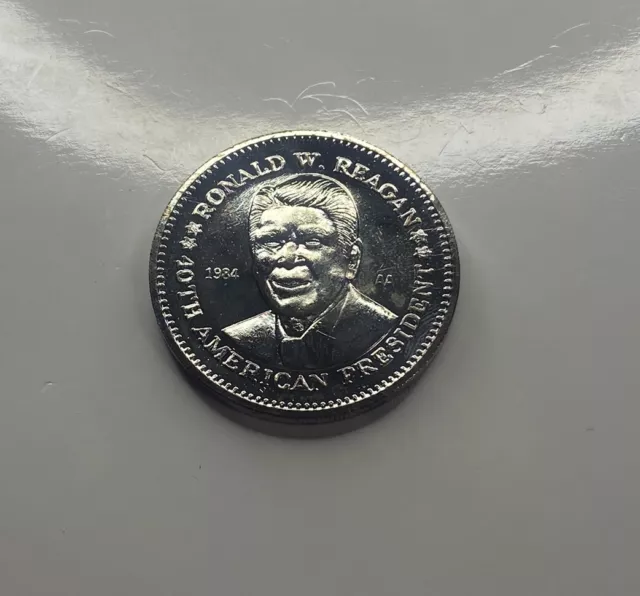 RONALD W. REAGAN
1984
40TH AMERICAN PRESIDENT